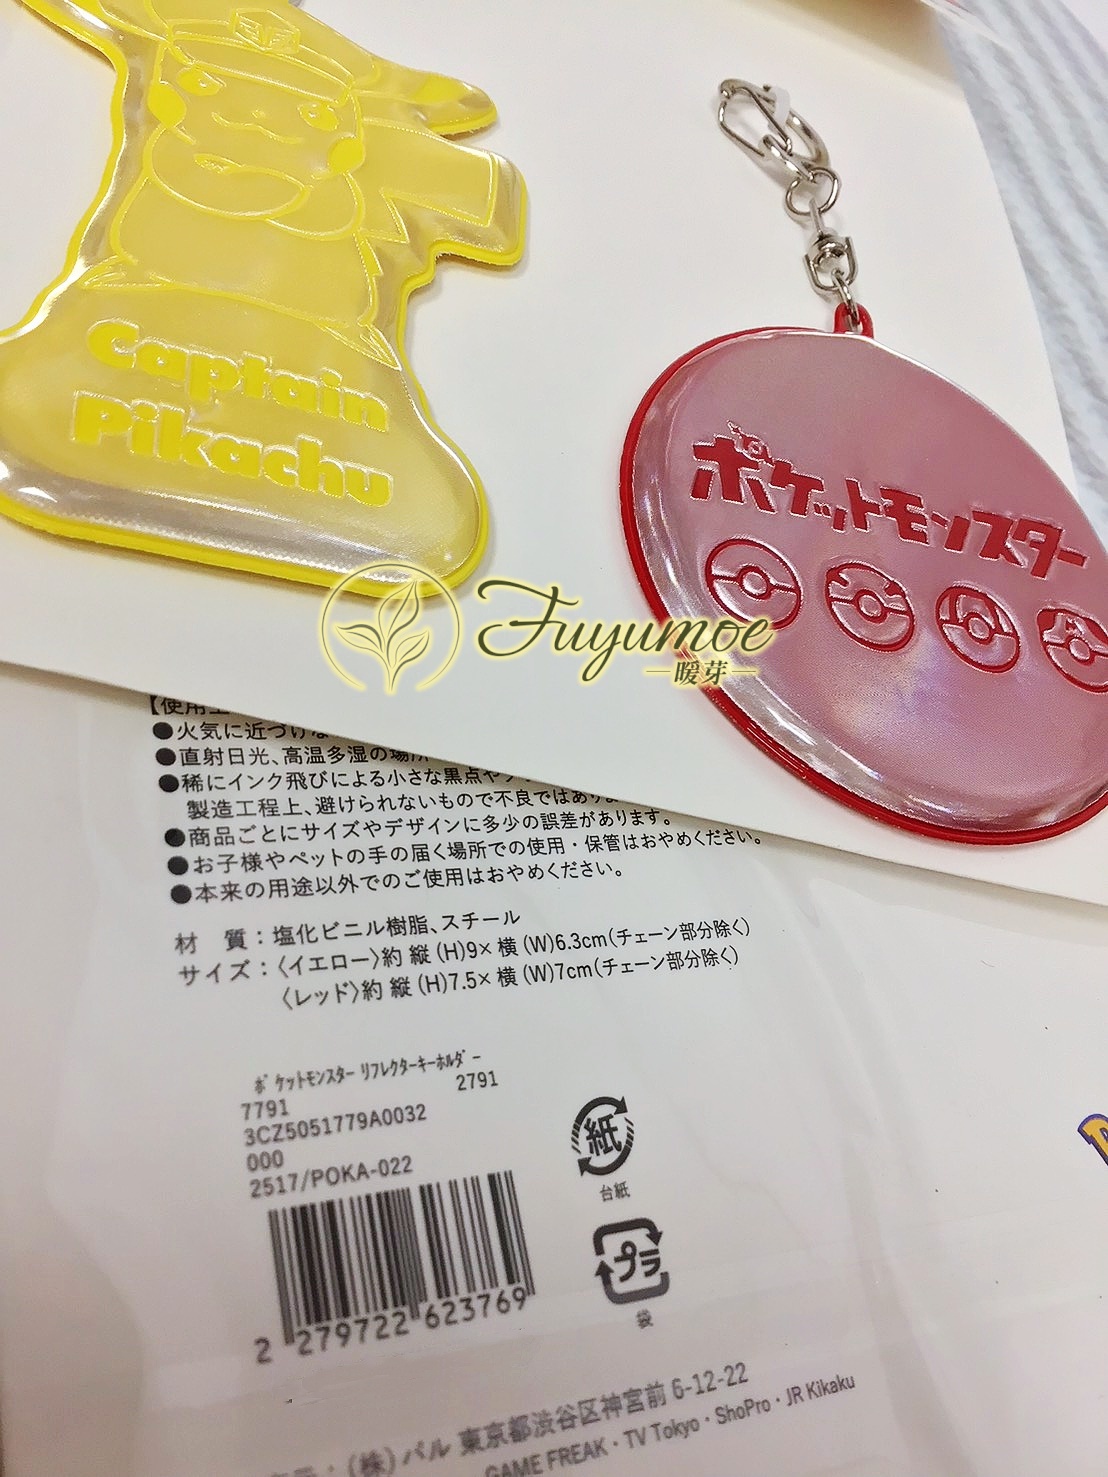 Captain
Pikachu
ポケットモンスター
Fuyumoe
暖芽
【使用上
●火気に近づけな
●直射日光、高温多湿の場所
●稀にインク飛びによる小さな黒点や
製造工程上、避けられないもので不良ではありま
●商品ごとにサイズやデザインに多少の誤差があります。
●お子様やペットの手の届く場所での使用・保管はおやめください。
●本来の用途以外でのご使用はおやめください。
材　質：塩化ビニル樹脂、スチール
サイズ：〈イエロー〉約 縦(H)9×横(W)6.3cm(チェーン部分除く)
〈レッド〉約 縦(H)7.5×横(W)7cm(チェーン部分除く)
ﾎﾟｹｯﾄﾓﾝｽﾀｰ ﾘﾌﾚｸﾀｰｷｰﾎﾙﾀﾞｰ
7791 2791
3CZ5051779A0032
000
2517/POKA-022
2 279722 623769
紙
台紙
プラ
袋
(株)パル 東京都渋谷区神宮前 6-12-22
GAME FREAK・TV Tokyo・ShoPro・JR Kikaku